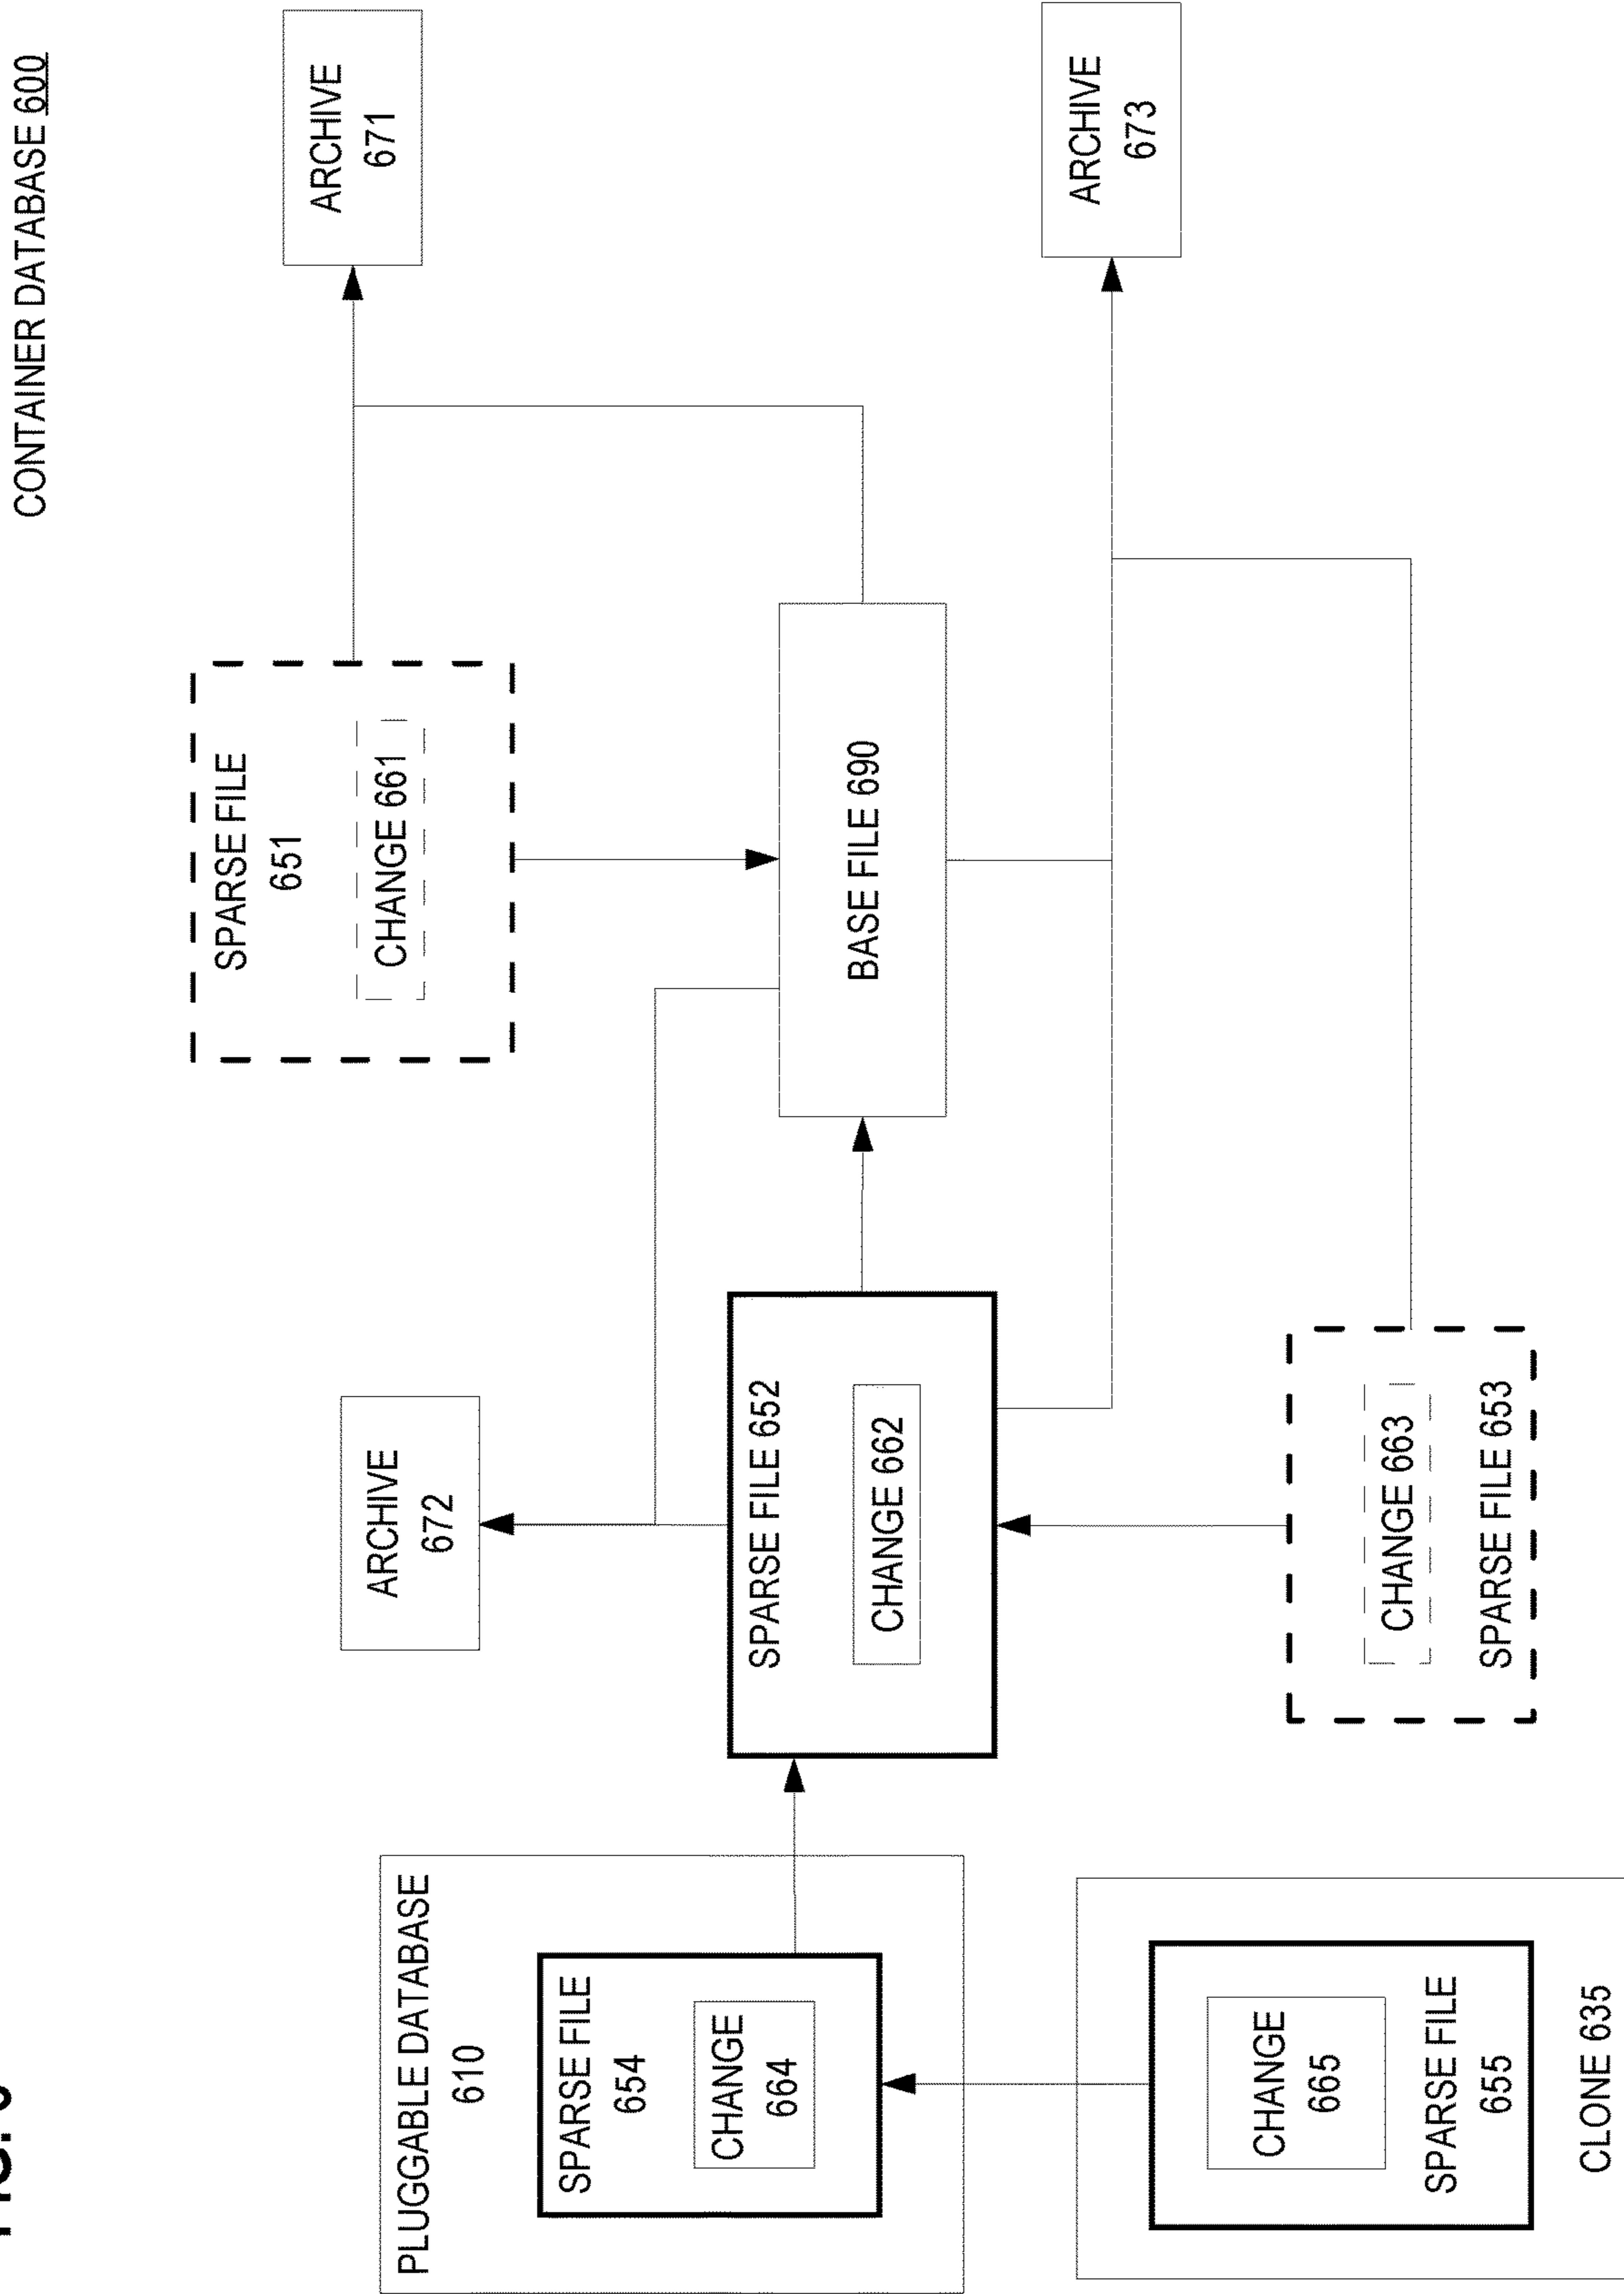 CONTAINER DATABASE 600
SPARSE FILE
651
CHANGE 661
ARCHIVE
671
ARCHIVE
672
PLUGGABLE DATABASE
610
SPARSE FILE
654
CHANGE
664
SPARSE FILE 652
CHANGE 662
BASE FILE 690
ARCHIVE
673
CHANGE
665
SPARSE FILE
655
CLONE 635
CHANGE 663
SPARSE FILE 653